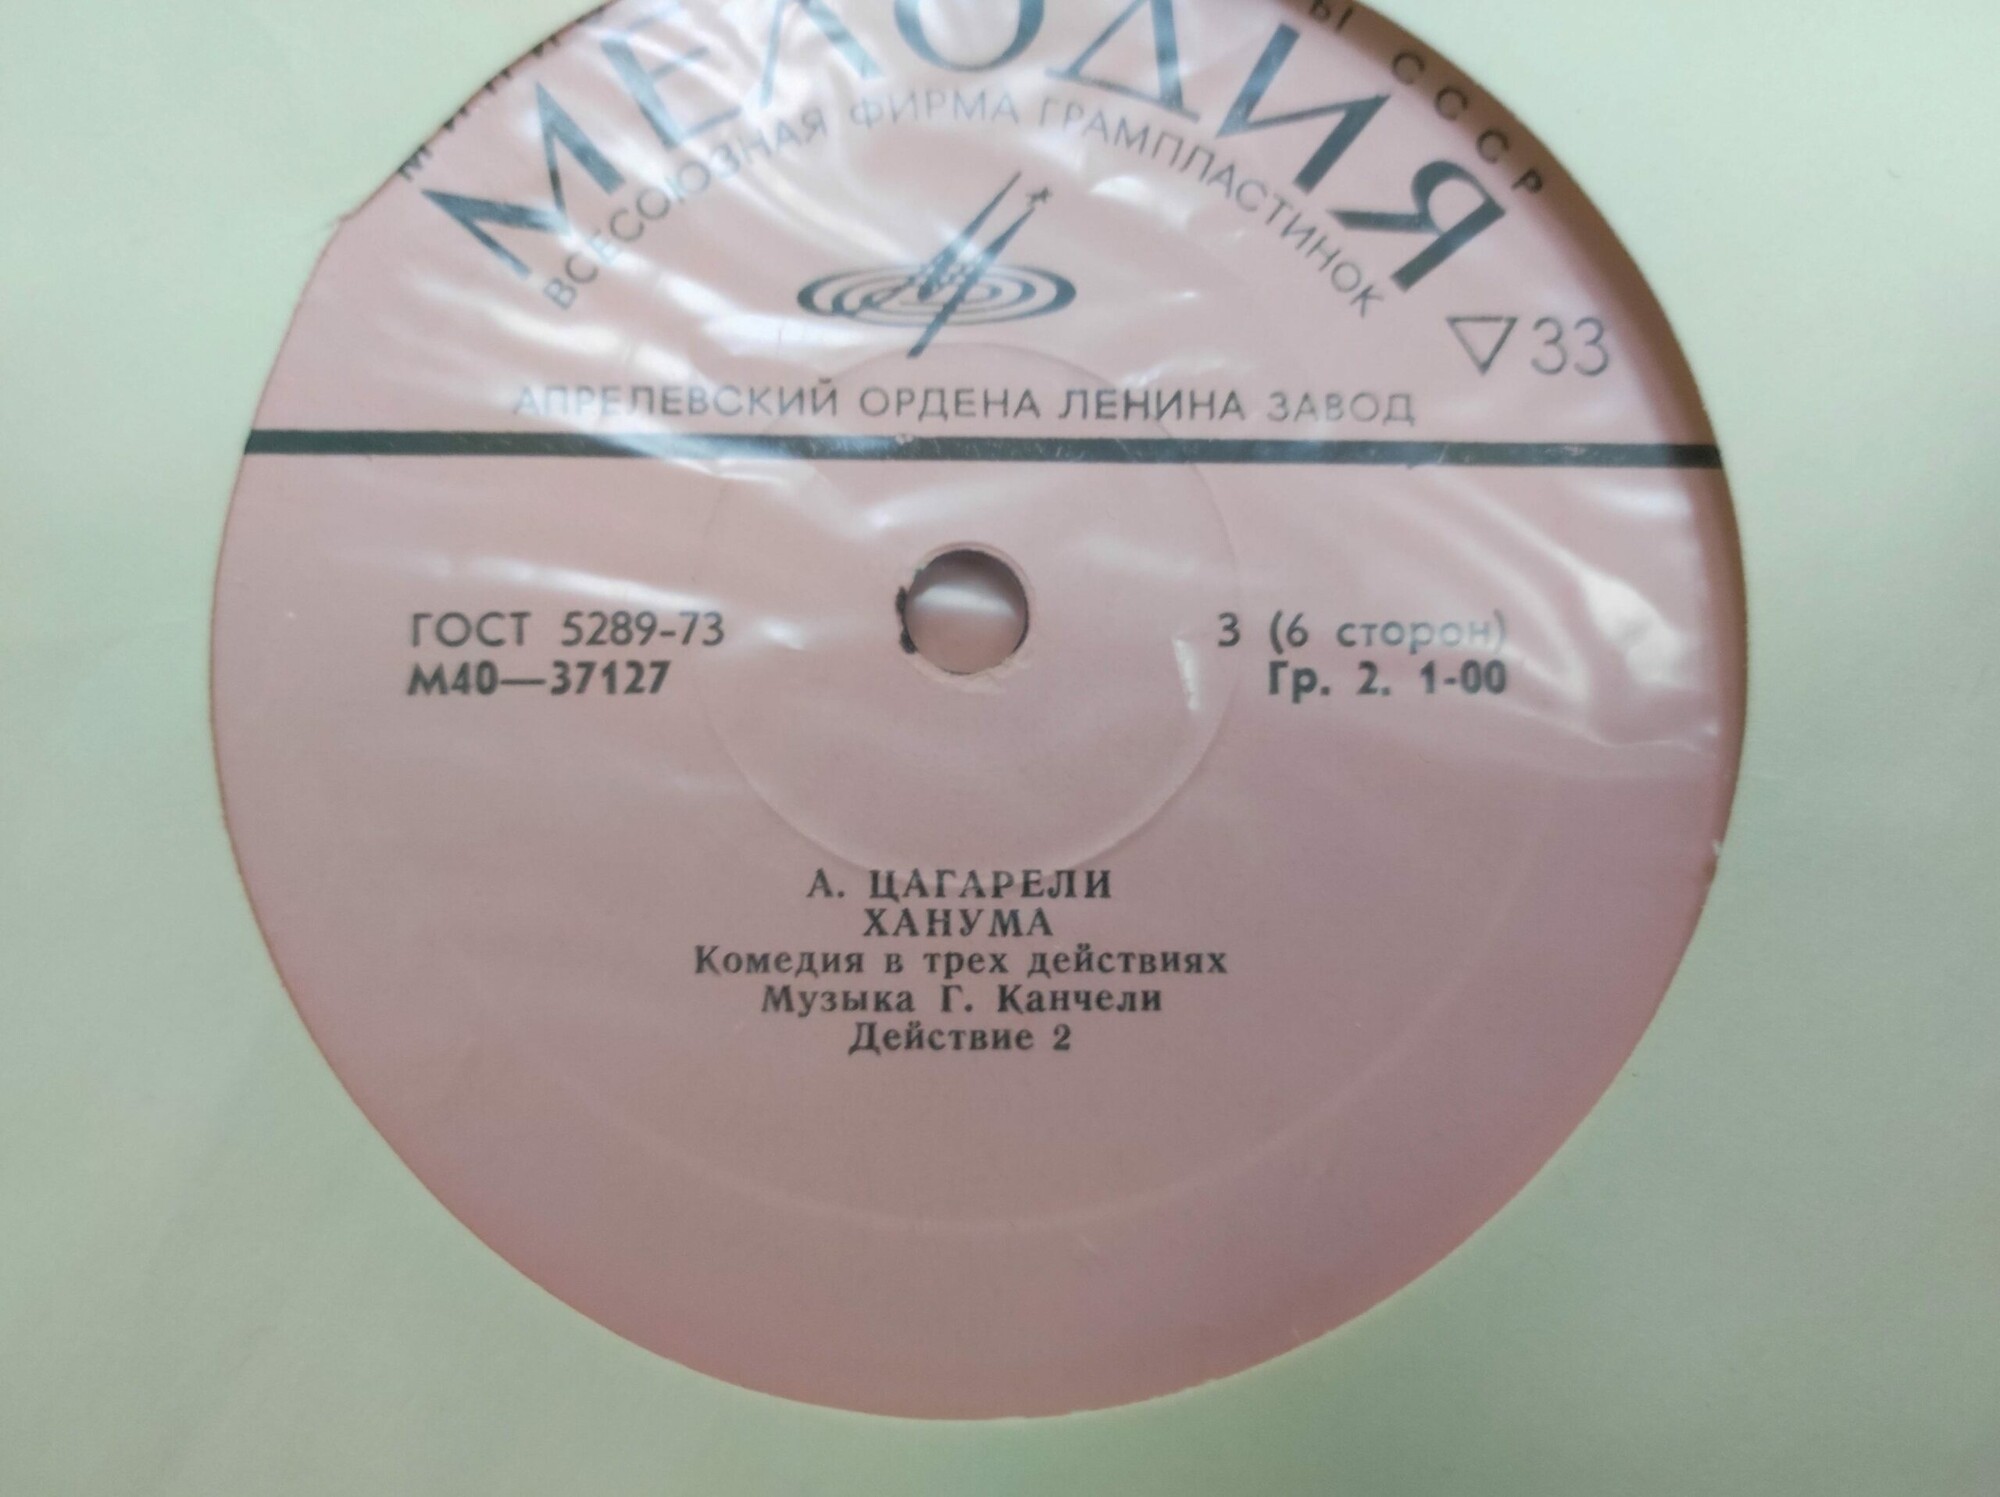 СССР
МЕЛОДИЯ
ВСЕСОЮЗНАЯ ФИРМА ГРАМПЛАСТИНОК
33
АПРЕЛЕВСКИЙ ОРДЕНА ЛЕНИНА ЗАВОД
ГОСТ 5289-73
3 (6 сторон)
М40—37127
Гр. 2. 1-00
А. ЦАГАРЕЛИ
ХАНУМА
Комедия в трех действиях
Музыка Г. Канчели
Действие 2